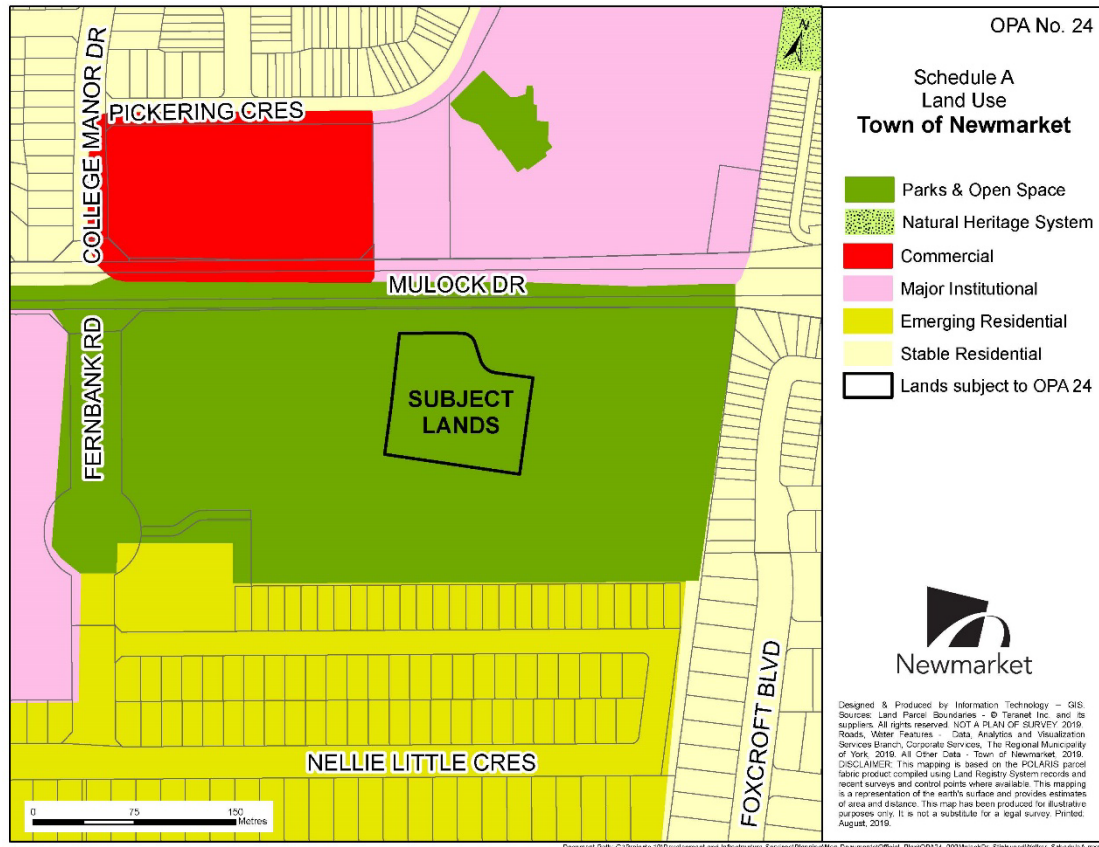 OPA No. 24
Schedule A
Land Use
Town of Newmarket
Parks & Open Space
Natural Heritage System
Commercial
Major Institutional
Emerging Residential
Stable Residential
Lands subject to OPA 24
N
COLLEGE MANOR DR
PICKERING CRES
MULOCK DR
FERNBANK RD
SUBJECT
LANDS
NELLIE LITTLE CRES
FOXCROFT BLVD
0 75 150
Metres
Newmarket
Designed & Produced by Information Technology – GIS.
Sources: Land Parcel Boundaries - © Teranet Inc. and its
suppliers. All rights reserved. NOT A PLAN OF SURVEY. 2019.
Roads, Water Features - Data, Analytics and Visualization
Services Branch, Corporate Services, The Regional Municipality
of York, 2019. All Other Data - Town of Newmarket, 2019.
DISCLAIMER: This mapping is based on the POLARIS parcel
fabric product compiled using Land Registry System records and
recent surveys and control points where available. This mapping
is a representation of the earth's surface and provides estimates
of area and distance. This map has been produced for illustrative
purposes only. It is not a substitute for a legal survey. Printed:
August, 2019.